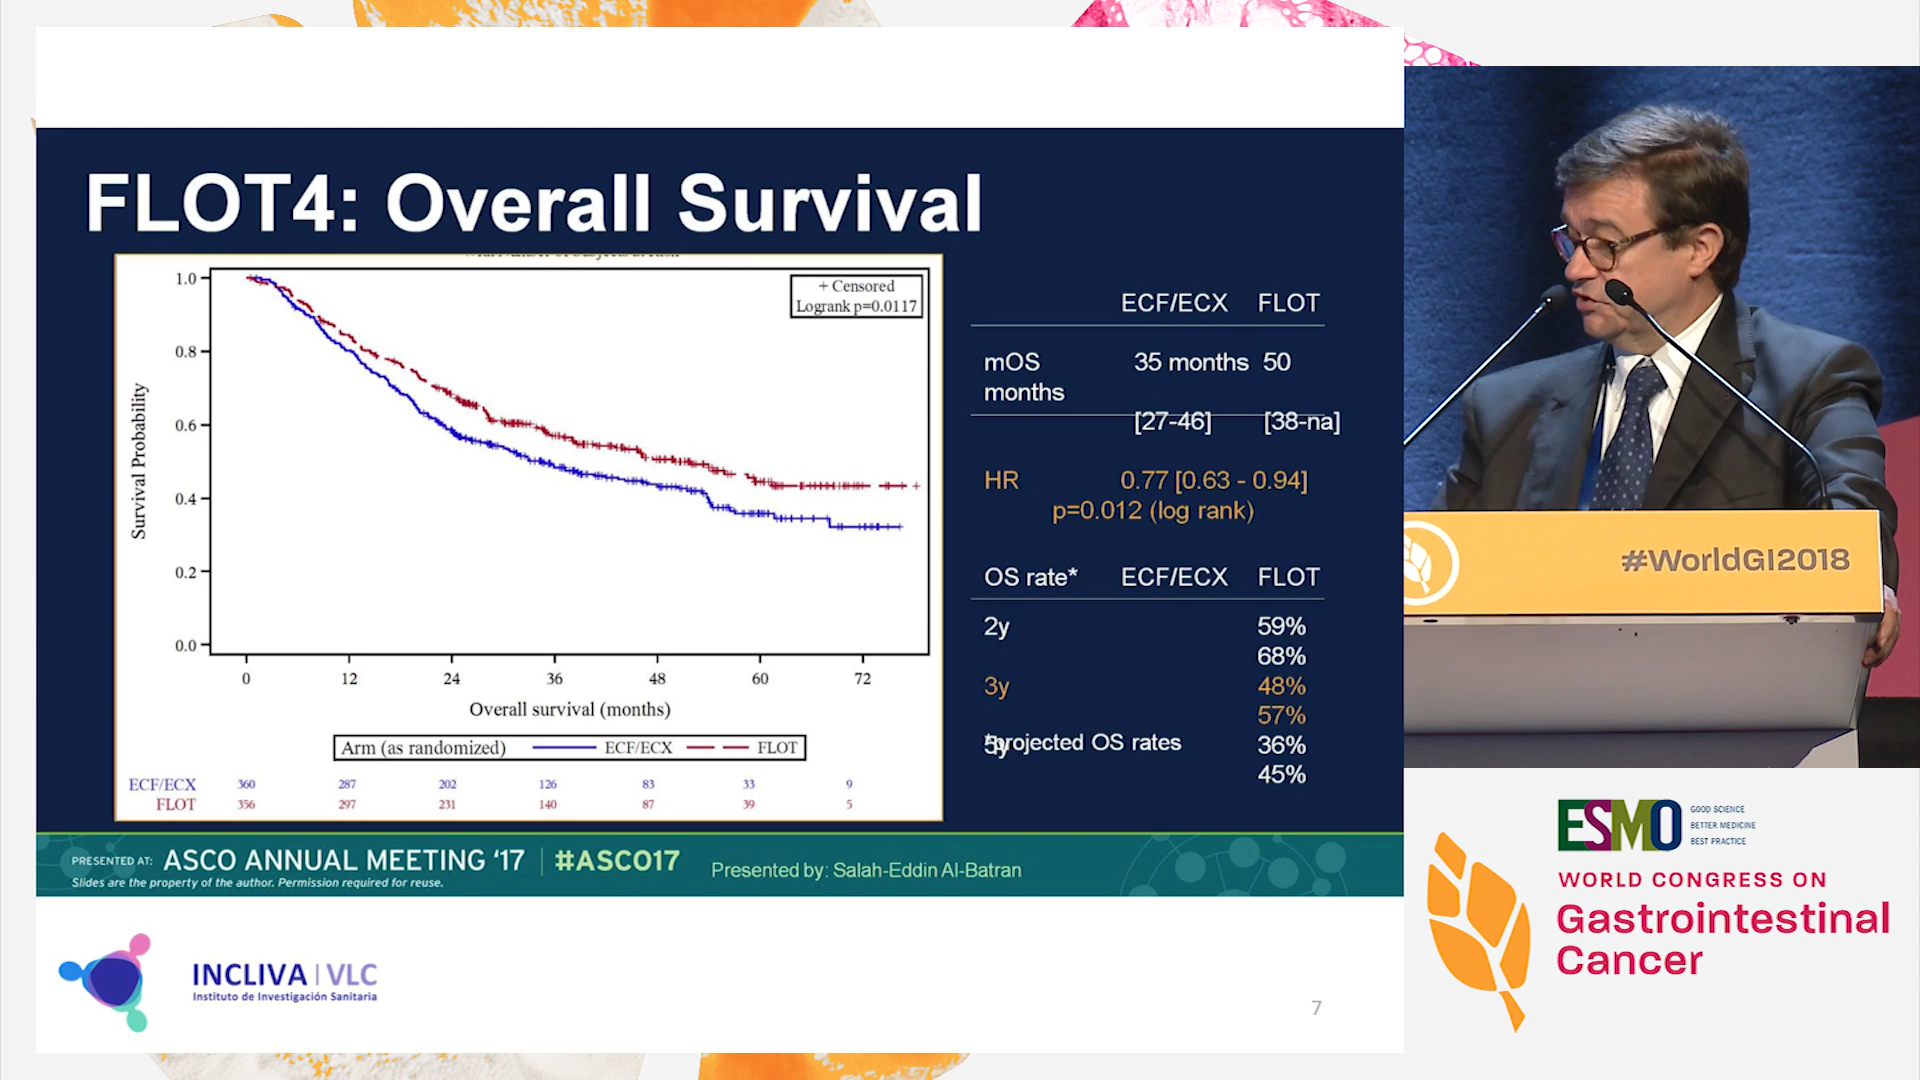 FLOT4: Overall Survival
+ Censored
Logrank p=0.0117
1.0
0.8
0.6
0.4
0.2
0.0
Survival Probability
0 12 24 36 48 60 72
Overall survival (months)
Arm (as randomized) ECF/ECX FLOT
ECF/ECX 360 287 202 126 83 33 9
FLOT 356 297 231 140 87 39 5
ECF/ECX FLOT
mOS 35 months 50
months
[27-46] [38-na]
HR 0.77 [0.63 - 0.94]
p=0.012 (log rank)
OS rate* ECF/ECX FLOT
2y 59%
68%
3y 48%
57%
5y 36%
*projected OS rates
45%
PRESENTED AT: ASCO ANNUAL MEETING ‘17 #ASCO17 Presented by: Salah-Eddin Al-Batran
Slides are the property of the author. Permission required for reuse.
INCLIVA | VLC
Instituto de Investigación Sanitaria
7
#WorldGI2018
ESMO
GOOD SCIENCE
BETTER MEDICINE
BEST PRACTICE
WORLD CONGRESS ON
Gastrointestinal
Cancer